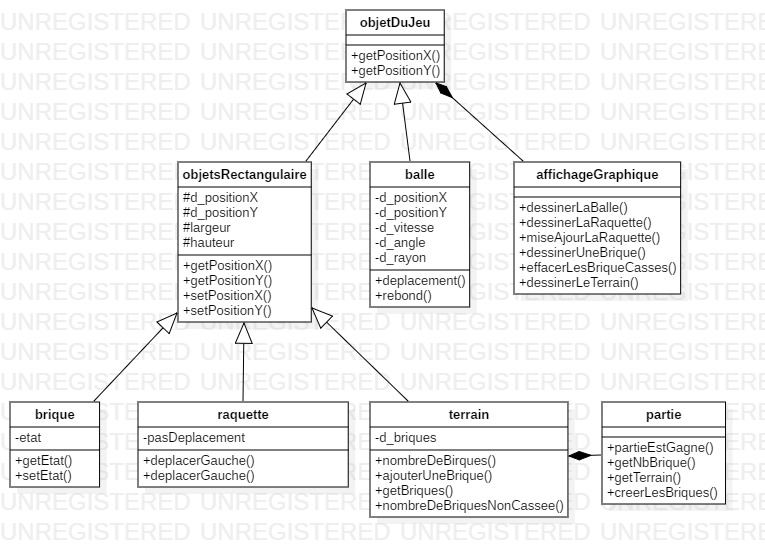 objetDuJeu
+getPositionX()
+getPositionY()
objetsRectangulaire
#d_positionX
#d_positionY
#largeur
#hauteur
+getPositionX()
+getPositionY()
+setPositionX()
+setPositionY()
balle
-d_positionX
-d_positionY
-d_vitesse
-d_angle
-d_rayon
+deplacement()
+rebond()
affichageGraphique
+dessinerLaBalle()
+dessinerLaRaquette()
+miseAjourLaRaquette()
+dessinerUneBrique()
+effacerLesBriqueCasses()
+dessinerLeTerrain()
brique
-etat
+getEtat()
+setEtat()
raquette
-pasDeplacement
+deplacerGauche()
+deplacerGauche()
terrain
-d_briques
+nombreDeBirques()
+ajouterUneBrique()
+getBriques()
+nombreDeBriquesNonCassee()
partie
+partieEstGagne()
+getNbBrique()
+getTerrain()
+creerLesBriques()
UNREGISTERED UNREGISTERED UNREGISTERED UNREGISTERED